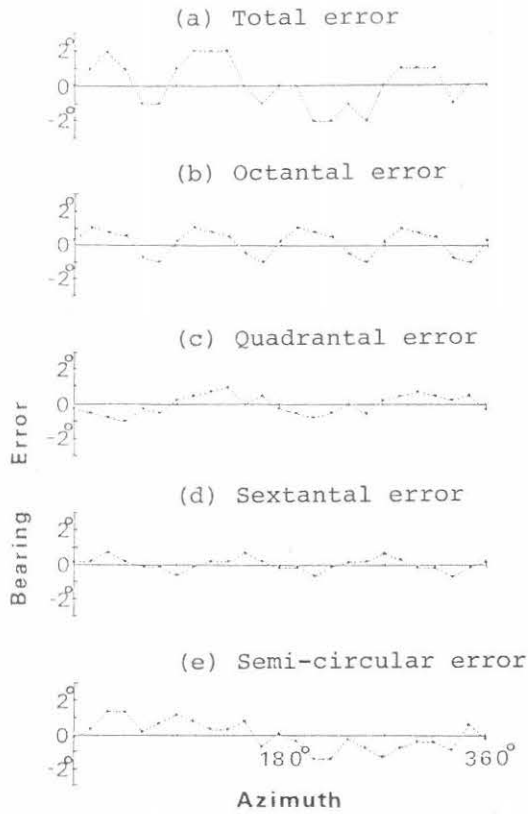 (a) Total error
2°
0
-2°
(b) Octantal error
2°
0
-2°
(c) Quadrantal error
2°
0
-2°
(d) Sextantal error
2°
0
-2°
(e) Semi-circular error
2°
0
-2°
180°
360°
Azimuth
Bearing Error